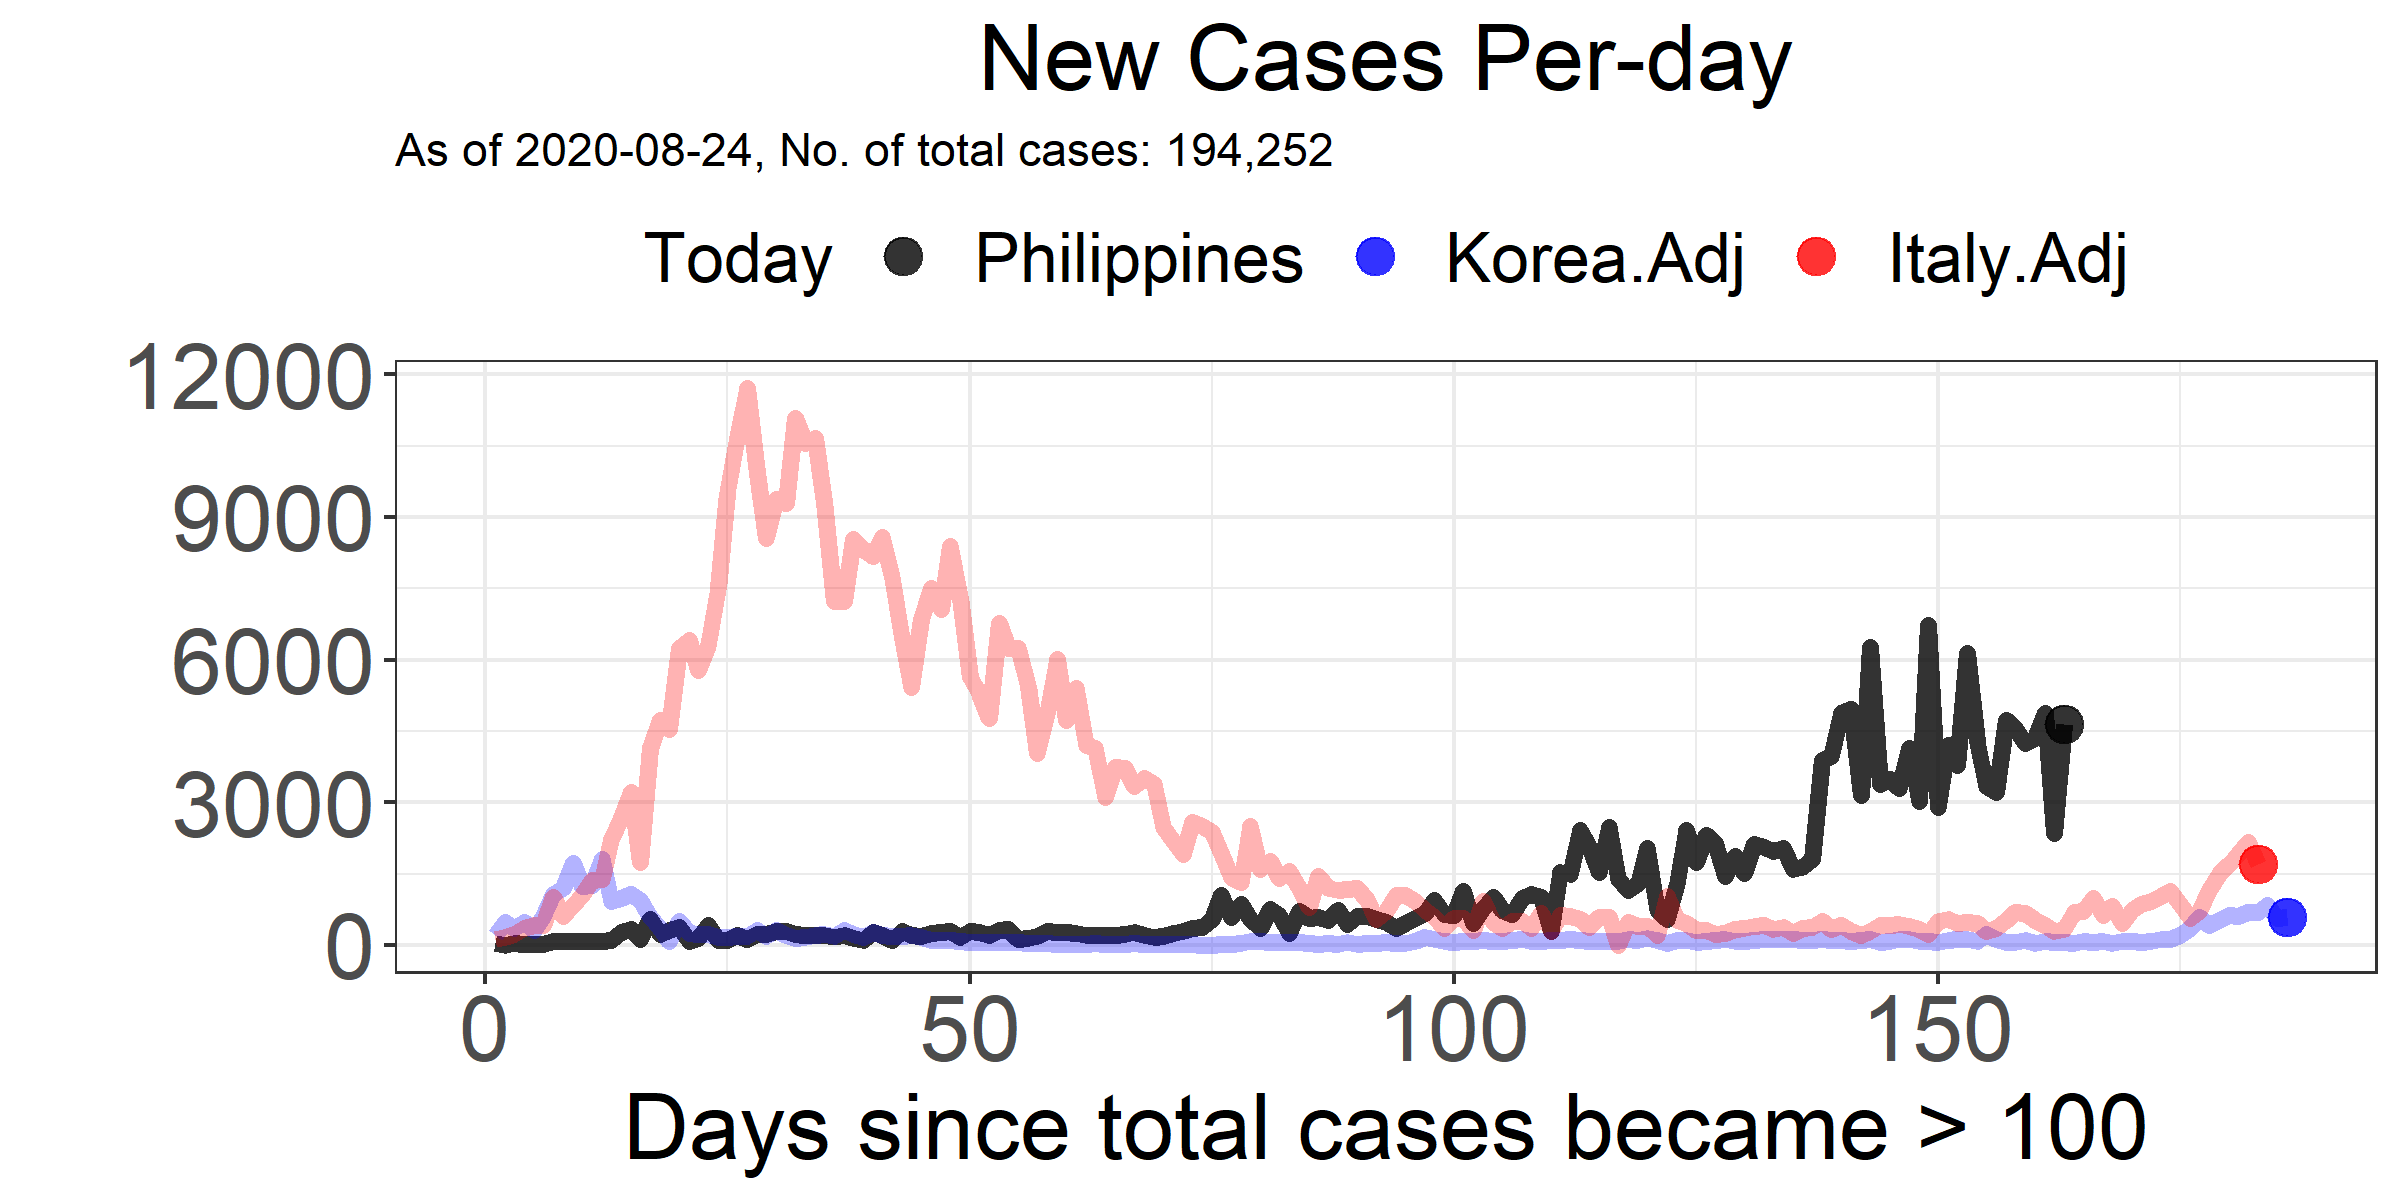 New Cases Per-day
As of 2020-08-24, No. of total cases: 194,252
Today Philippines Korea.Adj Italy.Adj
12000
9000
6000
3000
0
0 50 100 150
Days since total cases became > 100